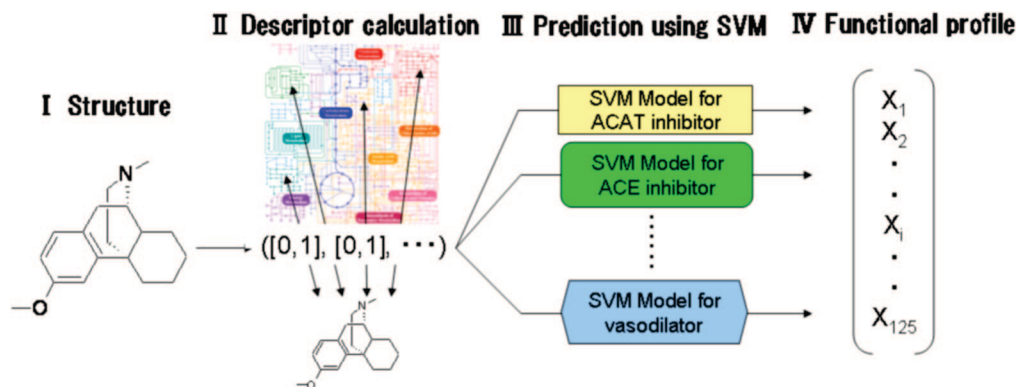 Ⅰ Structure
N
O
Ⅱ Descriptor calculation
([0,1], [0,1], ⋯)
N
O
Ⅲ Prediction using SVM
SVM Model for
ACAT inhibitor
SVM Model for
ACE inhibitor
SVM Model for
vasodilator
Ⅳ Functional profile
X1
X2
Xi
X125